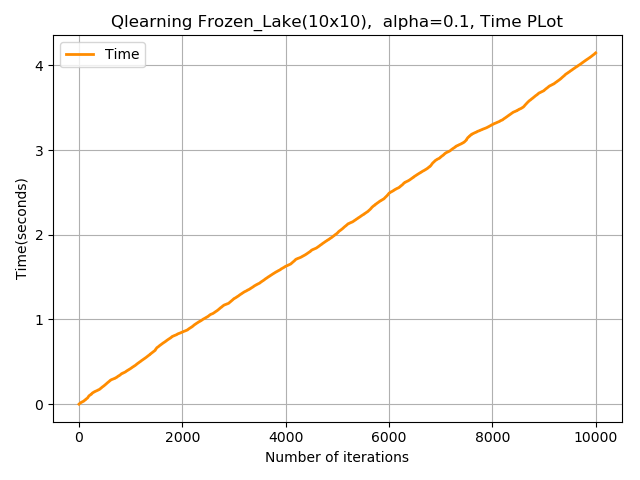 Qlearning Frozen_Lake(10x10),  alpha=0.1, Time PLot
Time
4
3
2
1
0
Time(seconds)
0 2000 4000 6000 8000 10000
Number of iterations